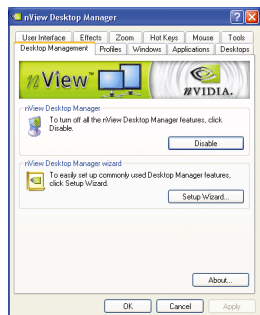 nView Desktop Manager
User Interface Effects Zoom Hot Keys Mouse Tools
Desktop Management Profiles Windows Applications Desktops
nView™
NVIDIA.
nView Desktop Manager
To turn off all the nView Desktop Manager features, click
Disable.
Disable
nView Desktop Manager wizard
To easily set up commonly used Desktop Manager features,
click Setup Wizard.
Setup Wizard...
About...
OK Cancel Apply